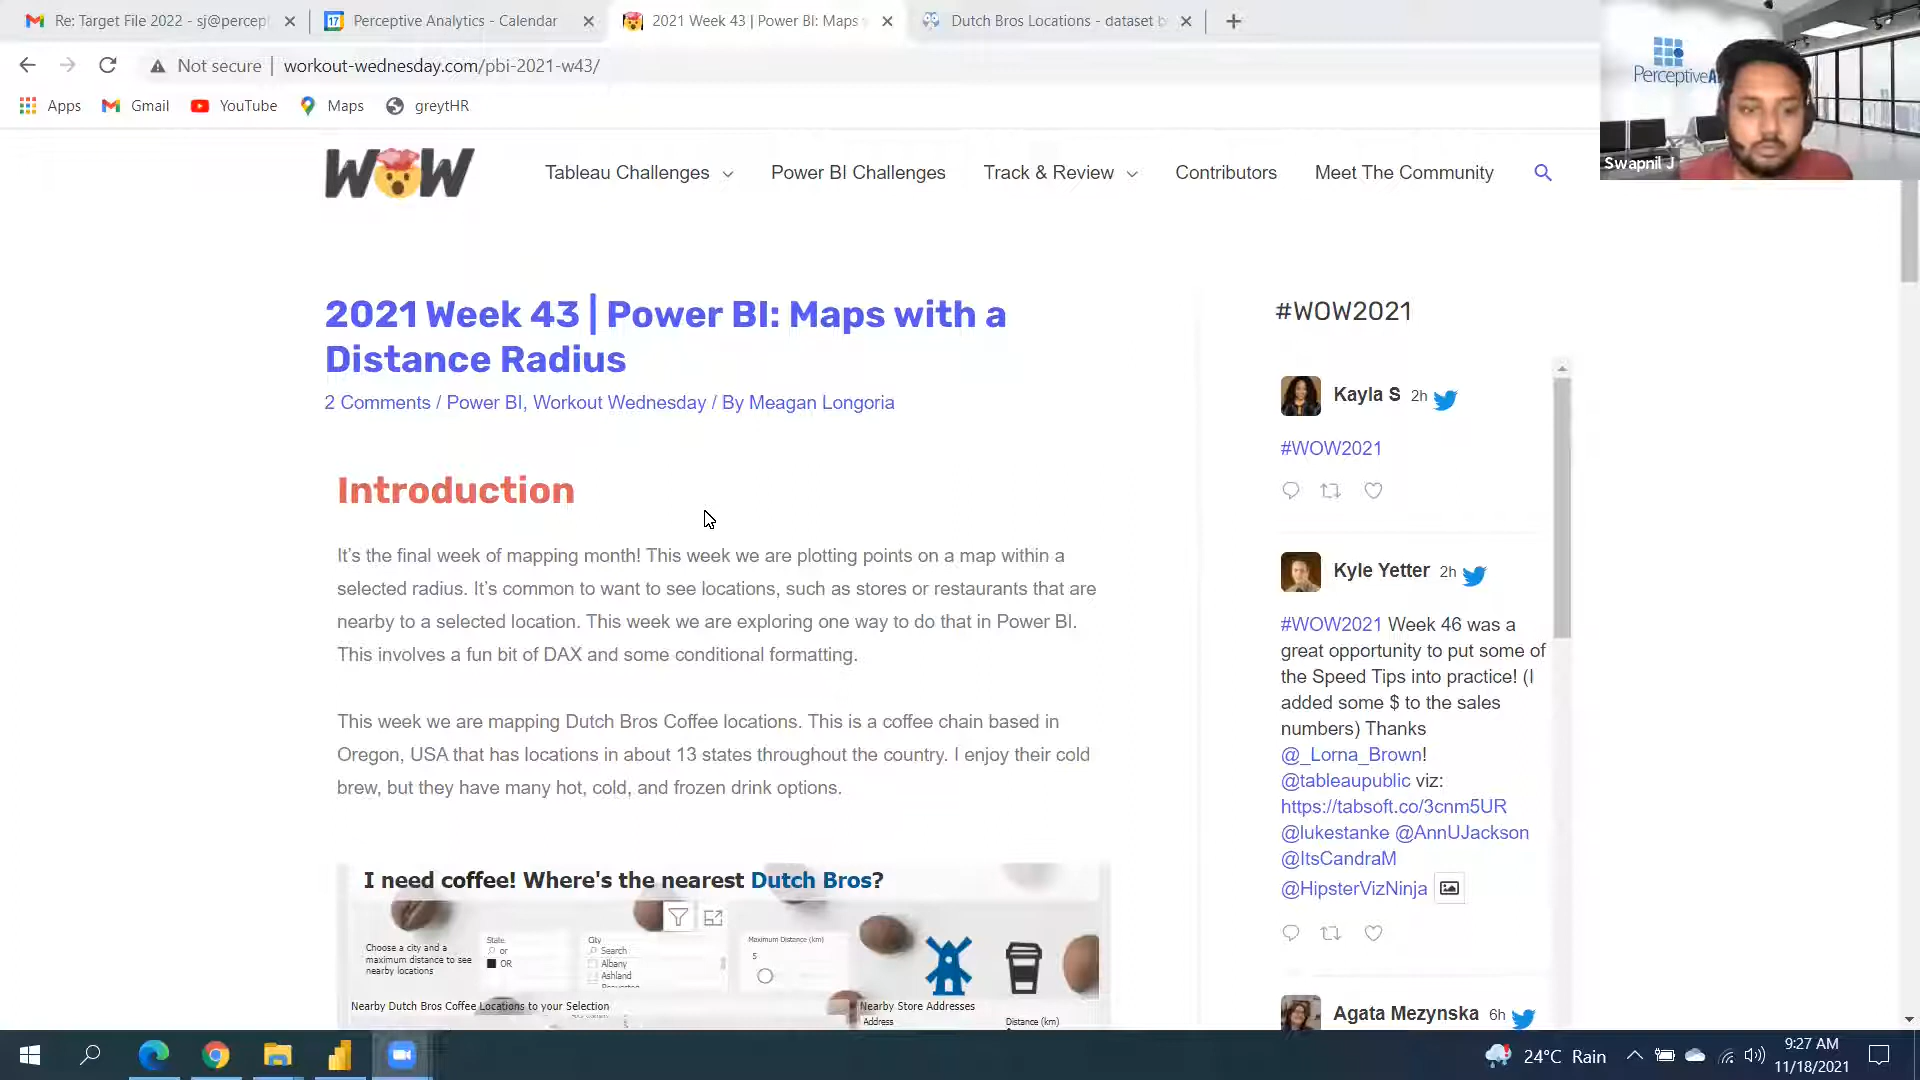 Re: Target File 2022 - sj@percep
Perceptive Analytics - Calendar
2021 Week 43 | Power BI: Maps
Dutch Bros Locations - dataset b
Not secure | workout-wednesday.com/pbi-2021-w43/
Apps
Gmail
YouTube
Maps
greytHR
PerceptiveA
Swapnil J
WOW
Tableau Challenges
Power BI Challenges
Track & Review
Contributors
Meet The Community
2021 Week 43 | Power BI: Maps with a
Distance Radius
2 Comments / Power BI, Workout Wednesday / By Meagan Longoria
Introduction
It’s the final week of mapping month! This week we are plotting points on a map within a
selected radius. It’s common to want to see locations, such as stores or restaurants that are
nearby to a selected location. This week we are exploring one way to do that in Power BI.
This involves a fun bit of DAX and some conditional formatting.
This week we are mapping Dutch Bros Coffee locations. This is a coffee chain based in
Oregon, USA that has locations in about 13 states throughout the country. I enjoy their cold
brew, but they have many hot, cold, and frozen drink options.
I need coffee! Where's the nearest Dutch Bros?
Choose a city and a
maximum distance to see
nearby locations
State
or
OR
City
Search
Albany
Ashland
Maximum Distance (km)
5
Nearby Dutch Bros Coffee Locations to your Selection
Nearby Store Addresses
Address
Distance (km)
#WOW2021
Kayla S 2h
#WOW2021
Kyle Yetter 2h
#WOW2021 Week 46 was a
great opportunity to put some of
the Speed Tips into practice! (I
added some $ to the sales
numbers) Thanks
@_Lorna_Brown!
@tableaupublic viz:
https://tabsoft.co/3cnm5UR
@lukestanke @AnnUJackson
@ItsCandraM
@HipsterVizNinja
Agata Mezynska 6h
24°C Rain
9:27 AM
11/18/2021